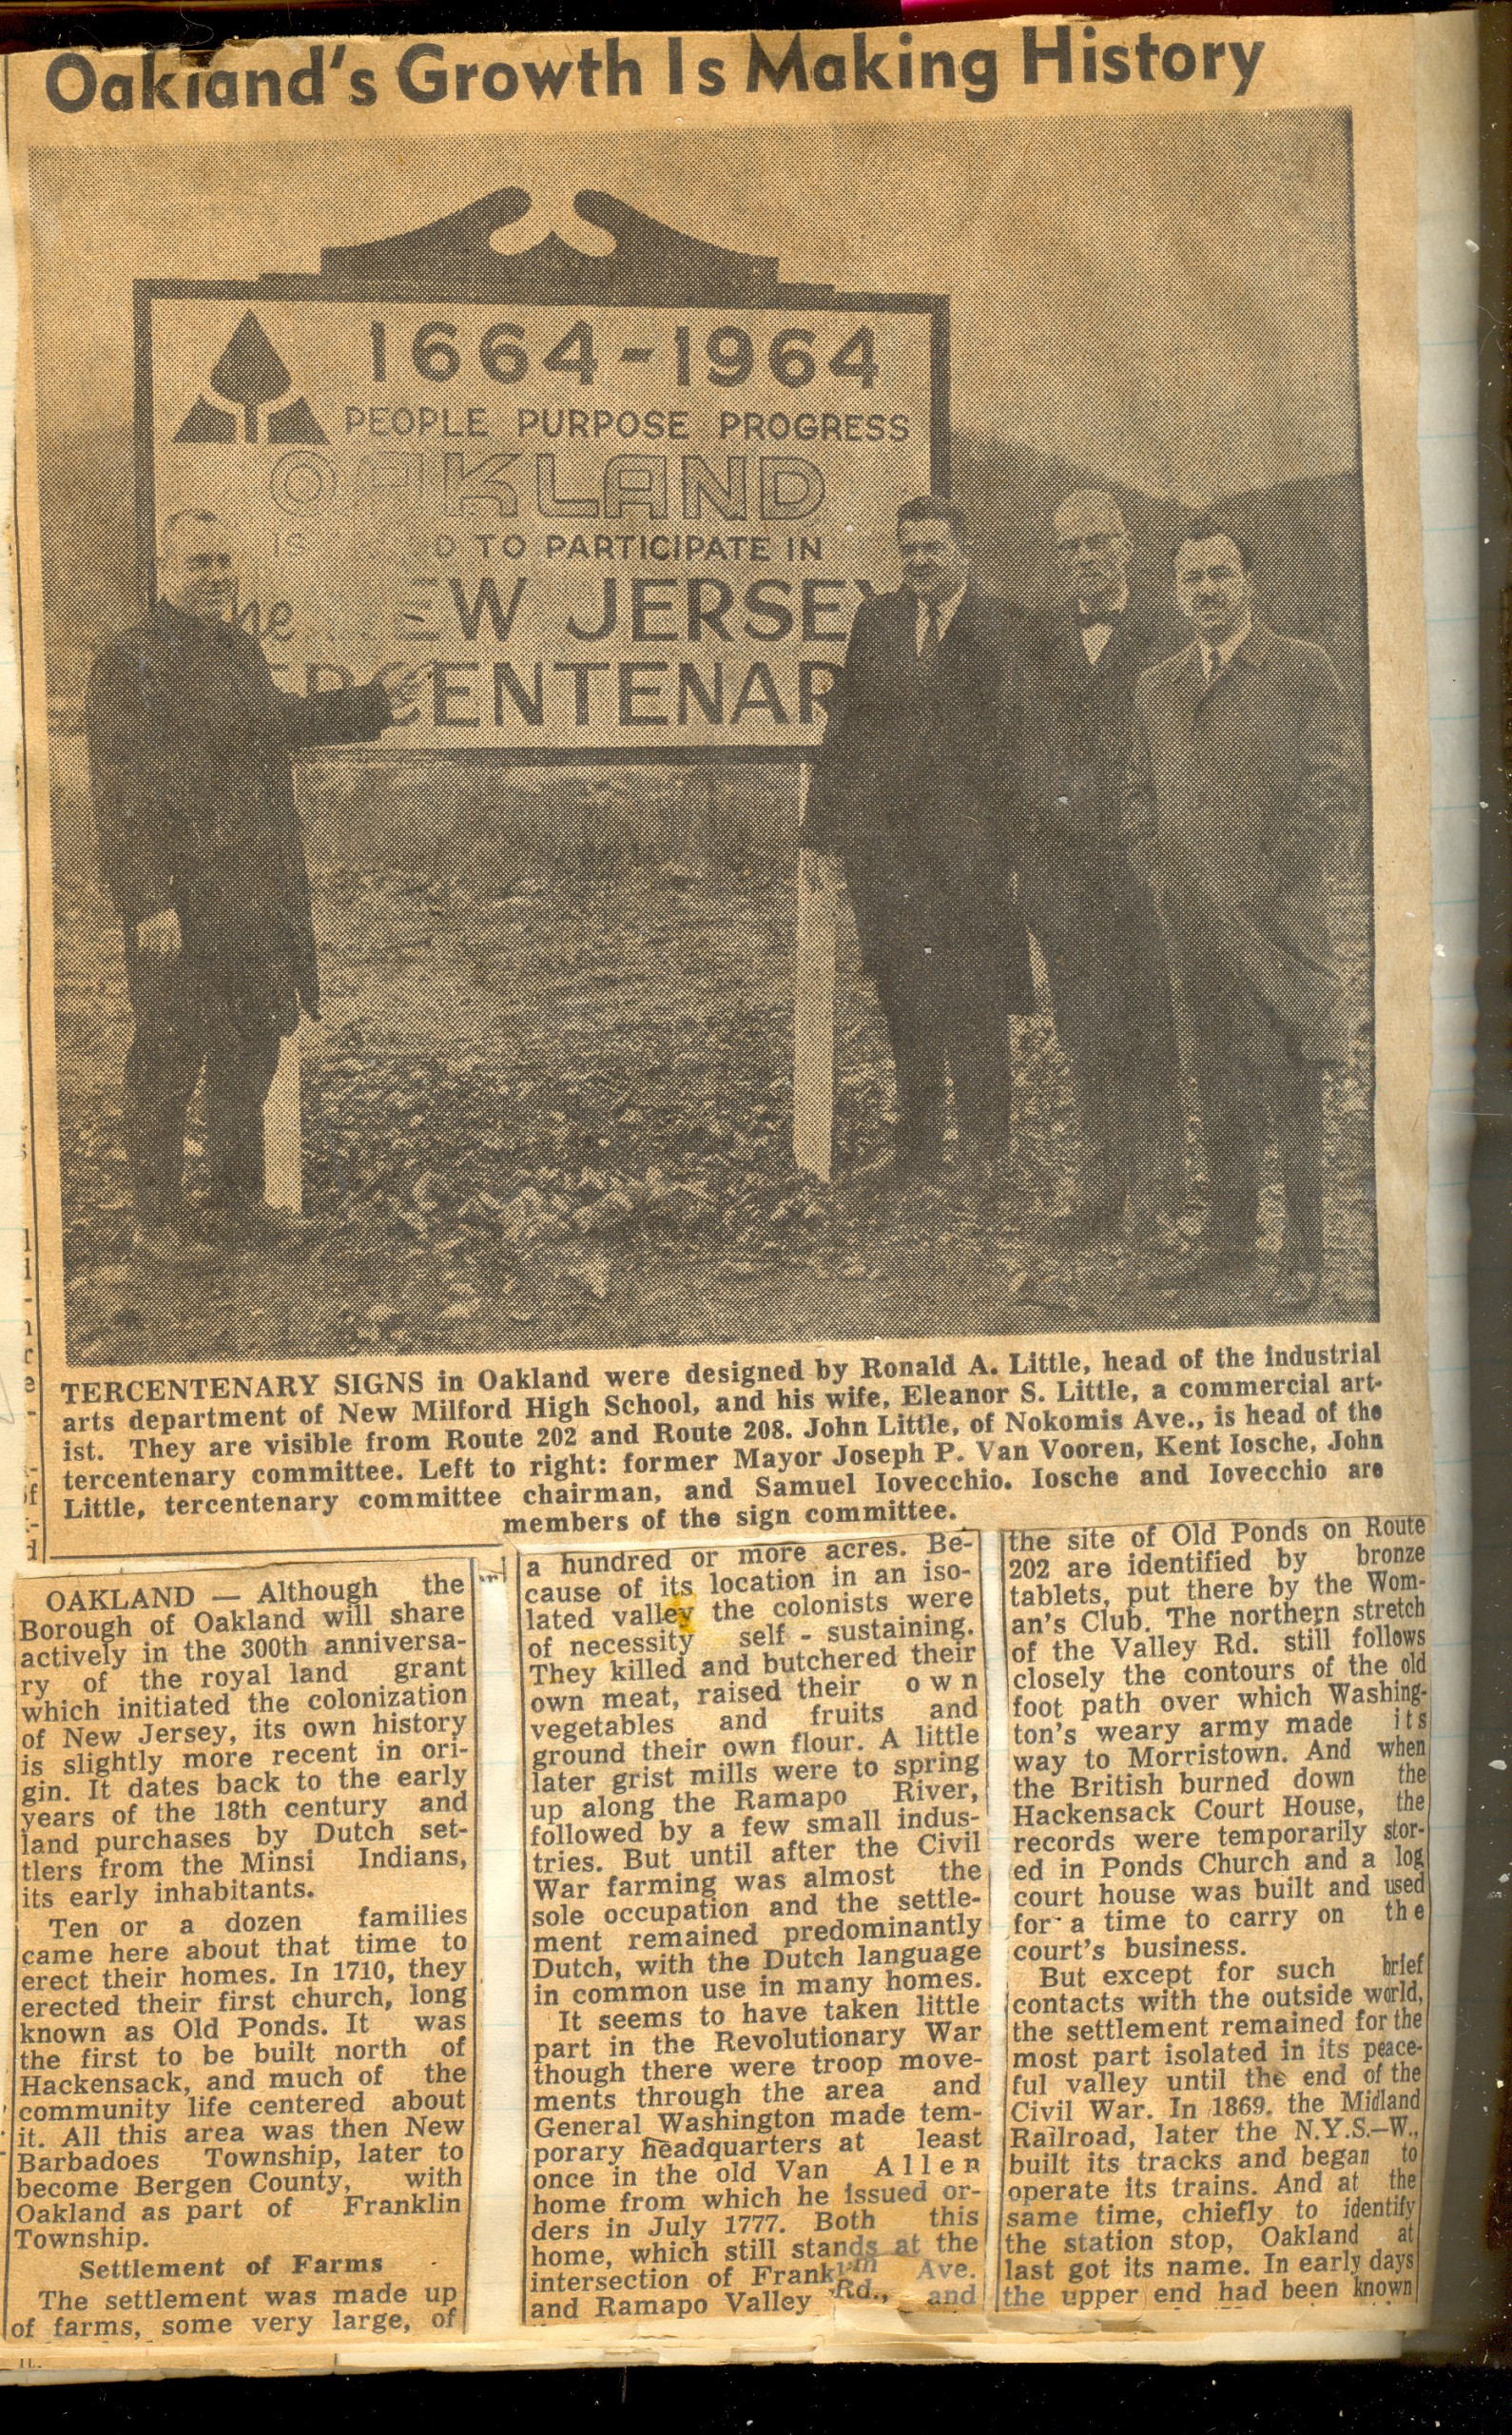 Oakland's Growth Is Making History
1664-1964
PEOPLE PURPOSE PROGRESS
OAKLAND
IS D TO PARTICIPATE IN
he EW JERSEY
ERCENTENAR
TERCENTENARY SIGNS in Oakland were designed by Ronald A. Little, head of the industrial
arts department of New Milford High School, and his wife, Eleanor S. Little, a commercial art-
ist. They are visible from Route 202 and Route 208. John Little, of Nokomis Ave., is head of the
tercentenary committee. Left to right: former Mayor Joseph P. Van Vooren, Kent Iosche, John
Little, tercentenary committee chairman, and Samuel Iovecchio. Iosche and Iovecchio are
members of the sign committee.
OAKLAND — Although the
Borough of Oakland will share
actively in the 300th anniversa-
ry of the royal land grant
which initiated the colonization
of New Jersey, its own history
is slightly more recent in ori-
gin. It dates back to the early
years of the 18th century and
land purchases by Dutch set-
tlers from the Minsi Indians,
its early inhabitants.
Ten or a dozen families
came here about that time to
erect their homes. In 1710, they
erected their first church, long
known as Old Ponds. It was
the first to be built north of
Hackensack, and much of the
community life centered about
it. All this area was then New
Barbadoes Township, later to
become Bergen County, with
Oakland as part of Franklin
Township.
Settlement of Farms
The settlement was made up
of farms, some very large, of
a hundred or more acres. Be-
cause of its location in an iso-
lated valley the colonists were
of necessity self - sustaining.
They killed and butchered their
own meat, raised their own
vegetables and fruits and
ground their own flour. A little
later grist mills were to spring
up along the Ramapo River,
followed by a few small indus-
tries. But until after the Civil
War farming was almost the
sole occupation and the settle-
ment remained predominantly
Dutch, with the Dutch language
in common use in many homes.
It seems to have taken little
part in the Revolutionary War
though there were troop move-
ments through the area and
General Washington made tem-
porary headquarters at least
once in the old Van Allen
home from which he issued or-
ders in July 1777. Both this
home, which still stands at the
intersection of Franklin Ave.
and Ramapo Valley Rd., and
the site of Old Ponds on Route
202 are identified by bronze
tablets, put there by the Wom-
an's Club. The northern stretch
of the Valley Rd. still follows
closely the contours of the old
foot path over which Washing-
ton's weary army made its
way to Morristown. And when
the British burned down the
Hackensack Court House, the
records were temporarily stor-
ed in Ponds Church and a log
court house was built and used
for a time to carry on the
court's business.
But except for such brief
contacts with the outside world,
the settlement remained for the
most part isolated in its peace-
ful valley until the end of the
Civil War. In 1869, the Midland
Railroad, later the N.Y.S.—W.,
built its tracks and began to
operate its trains. And at the
same time, chiefly to identify
the station stop, Oakland at
last got its name. In early days
the upper end had been known